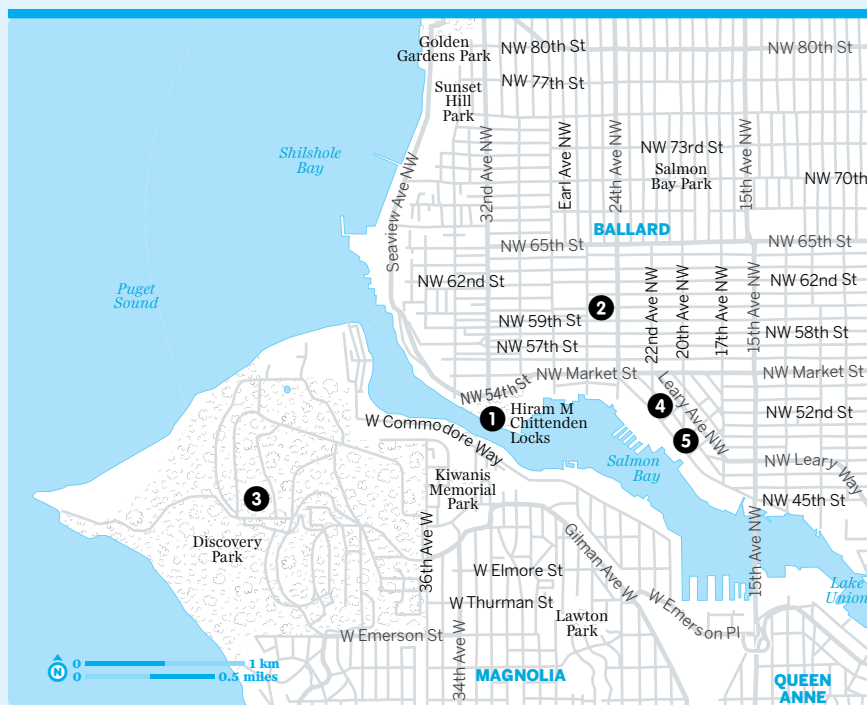 Golden
Gardens Park
NW 80th St
NW 80th St
NW 77th St
Sunset
Hill
Park
Shilshole
Bay
Seaview Ave NW
32nd Ave NW
Earl Ave NW
24th Ave NW
NW 73rd St
Salmon
Bay Park
15th Ave NW
NW 70th
BALLARD
NW 65th St
NW 65th St
NW 62nd St
NW 62nd St
Puget
Sound
2
22nd Ave NW
20th Ave NW
17th Ave NW
15th Ave NW
NW 59th St
NW 58th St
NW 57th St
NW Market St
NW Market St
NW 54th St
Leary Ave NW
4
1
Hiram M
Chittenden
Locks
NW 52nd St
W Commodore Way
5
Salmon
Bay
NW Leary Way
Kiwanis
Memorial
Park
3
NW 45th St
Discovery
Park
36th Ave W
Gilman Ave W
15th Ave NW
W Elmore St
Lake
Union
W Thurman St
Lawton
Park
W Emerson Pl
W Emerson St
34th Ave W
MAGNOLIA
QUEEN
ANNE
N
0 1 km
0 0.5 miles